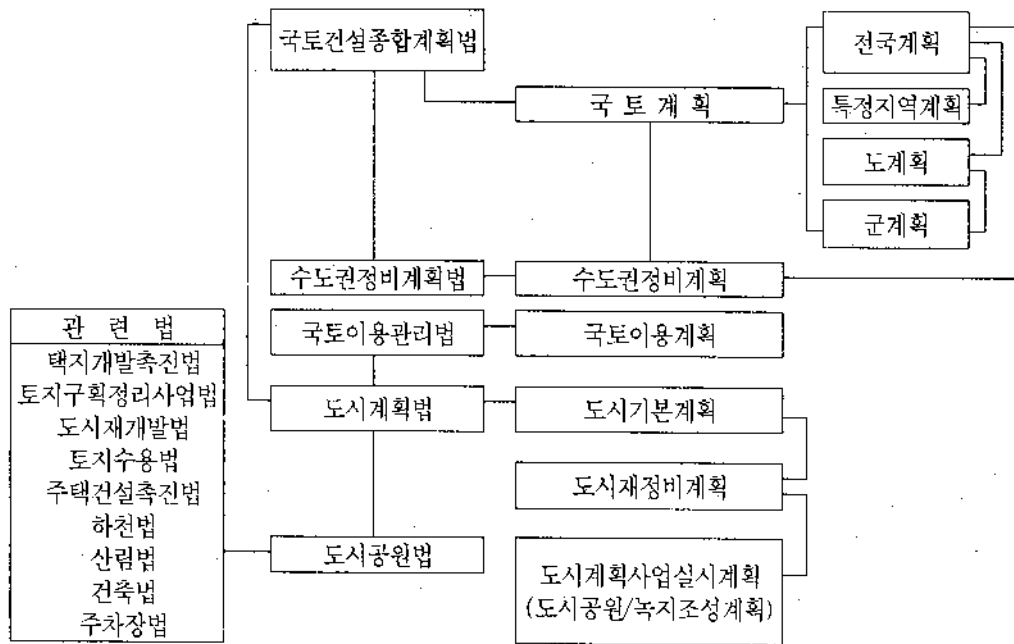 국토건설종합계획법
전국계획
국 토 계 획
특정지역계획
도계획
군계획
수도권정비계획법
수도권정비계획
관 련 법
국토이용관리법
국토이용계획
택지개발촉진법
토지구획정리사업법
도시계획법
도시기본계획
도시재개발법
토지수용법
도시재정비계획
주택건설촉진법
하천법
산림법
도시공원법
도시계획사업실시계획
(도시공원/녹지조성계획)
건축법
주차장법